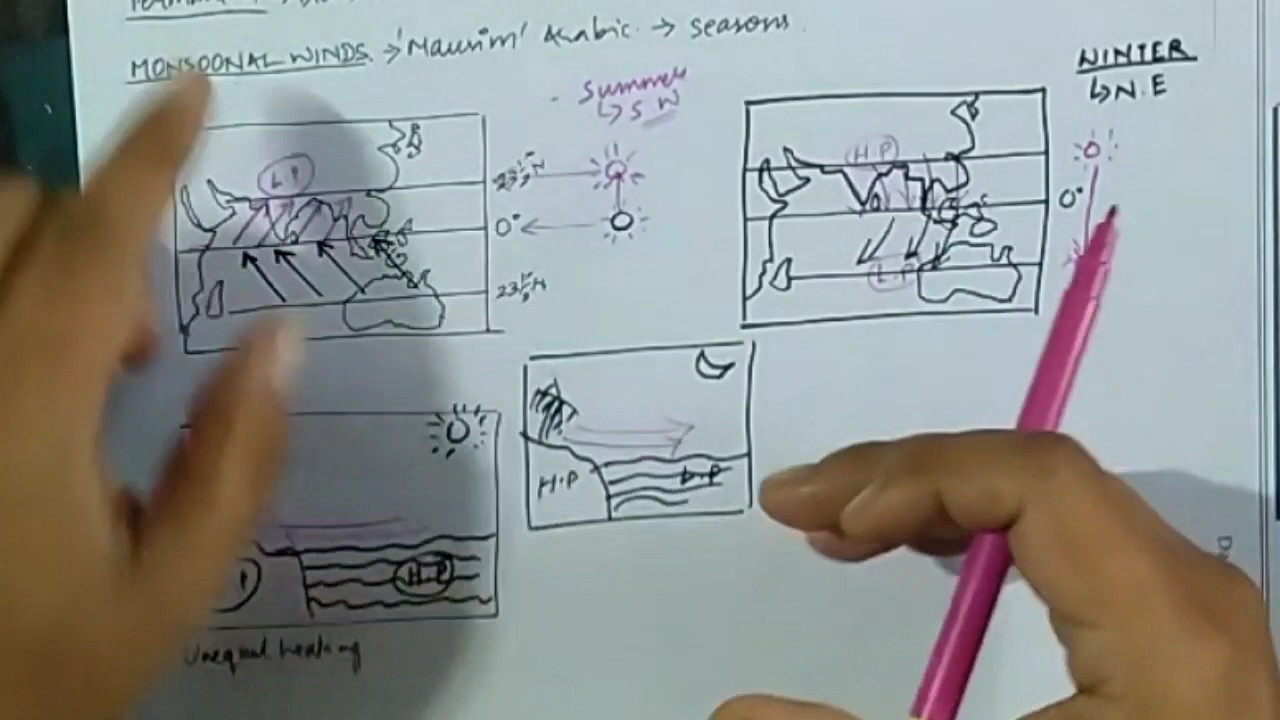 MONSOONAL WINDS → 'Mausim' Arabic → seasons.
Summer
↳ S W
WINTER
↳ N.E
L.P
23½°N
0°
23½°N
H.P
0°
L.P
H.P
L.P
H.P
Unequal heating